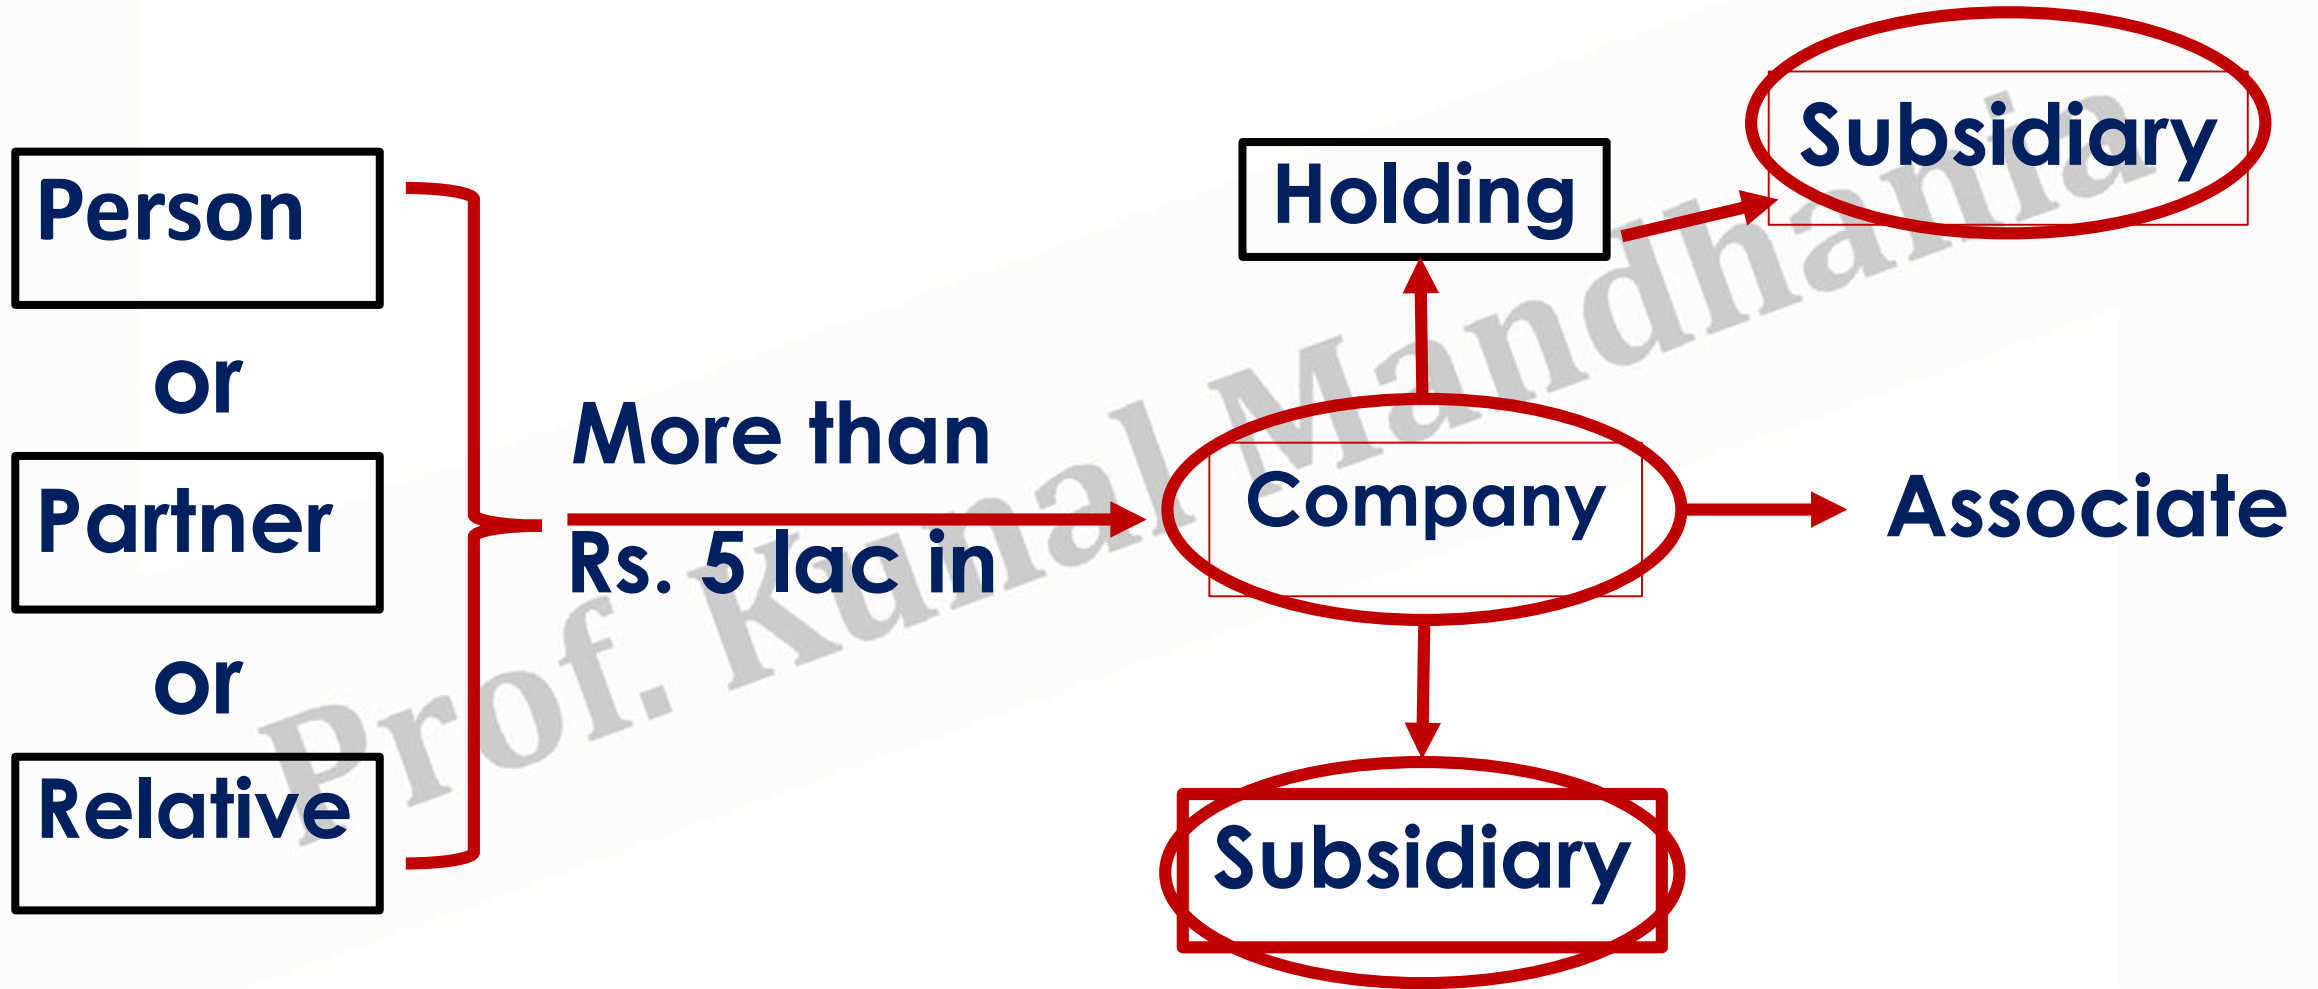 Person
or
Partner
or
Relative
More than
Rs. 5 lac in
Holding
Subsidiary
Company
Associate
Subsidiary
Prof. Kunal Mandhania